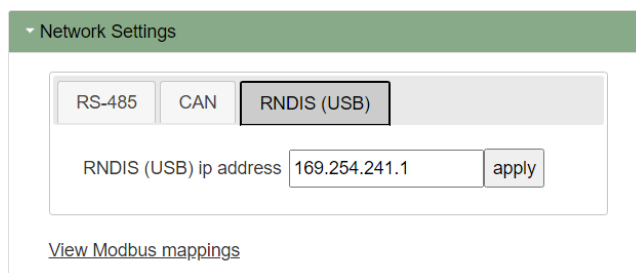 Network Settings
RS-485 CAN RNDIS (USB)
RNDIS (USB) ip address 169.254.241.1 apply
View Modbus mappings